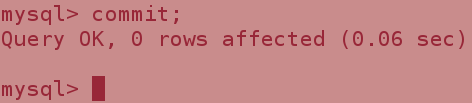 mysql> commit;
Query OK, 0 rows affected (0.06 sec)
mysql>